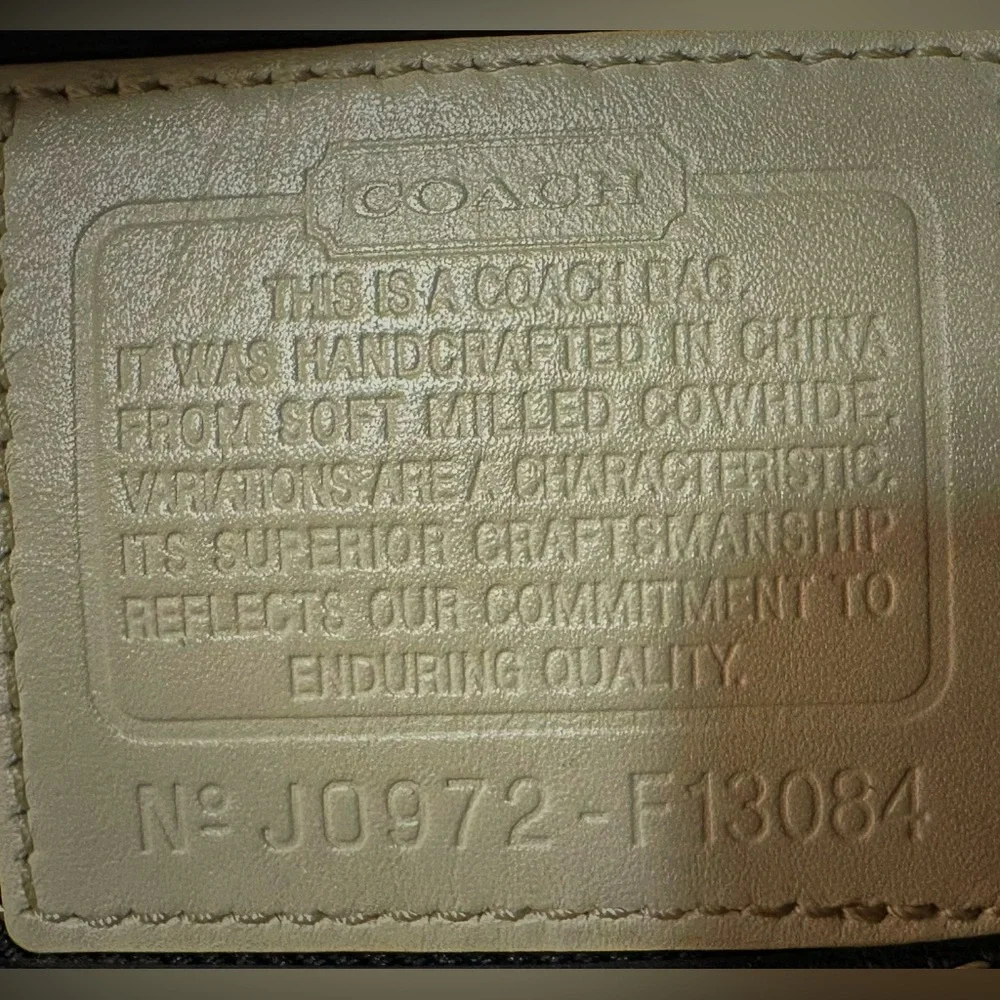 COACH
THIS IS A COACH BAG.
IT WAS HANDCRAFTED IN CHINA
FROM SOFT MILLED COWHIDE.
VARIATIONS ARE A CHARACTERISTIC.
ITS SUPERIOR CRAFTSMANSHIP
REFLECTS OUR COMMITMENT TO
ENDURING QUALITY.
Nº J0972-F13084